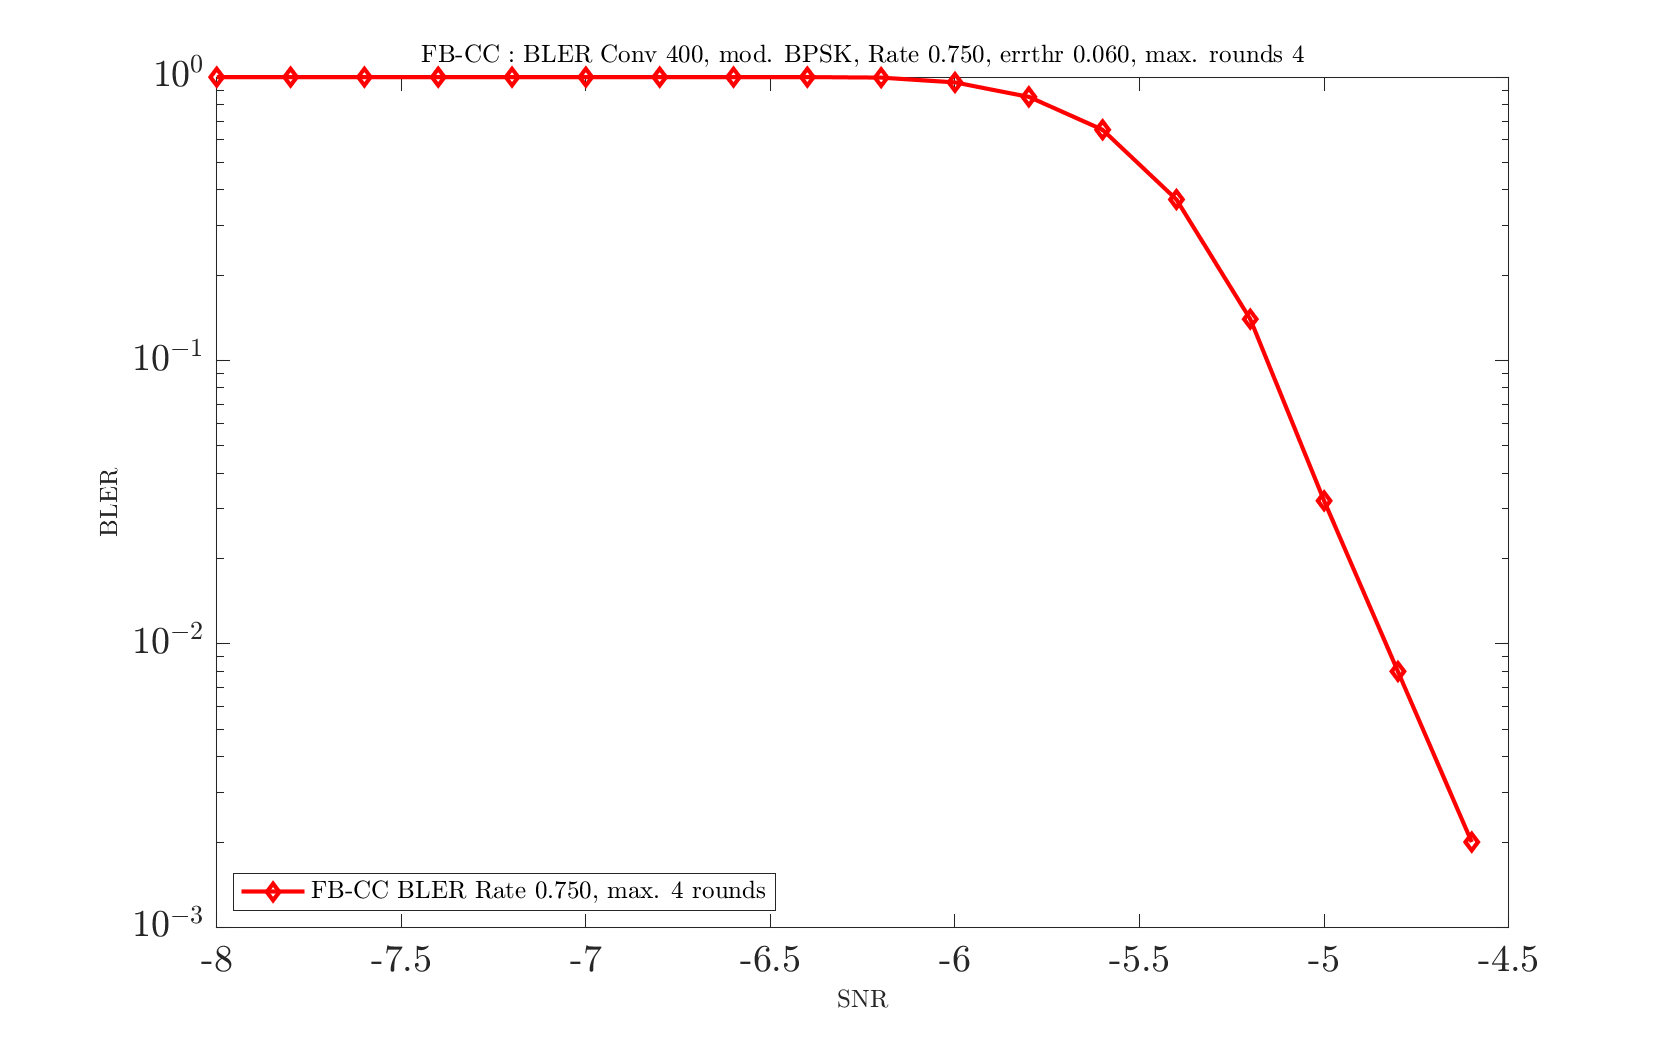 FB-CC : BLER Conv 400, mod. BPSK, Rate 0.750, errthr 0.060, max. rounds 4
10⁰
10⁻¹
10⁻²
10⁻³
BLER
FB-CC BLER Rate 0.750, max. 4 rounds
-8 -7.5 -7 -6.5 -6 -5.5 -5 -4.5
SNR